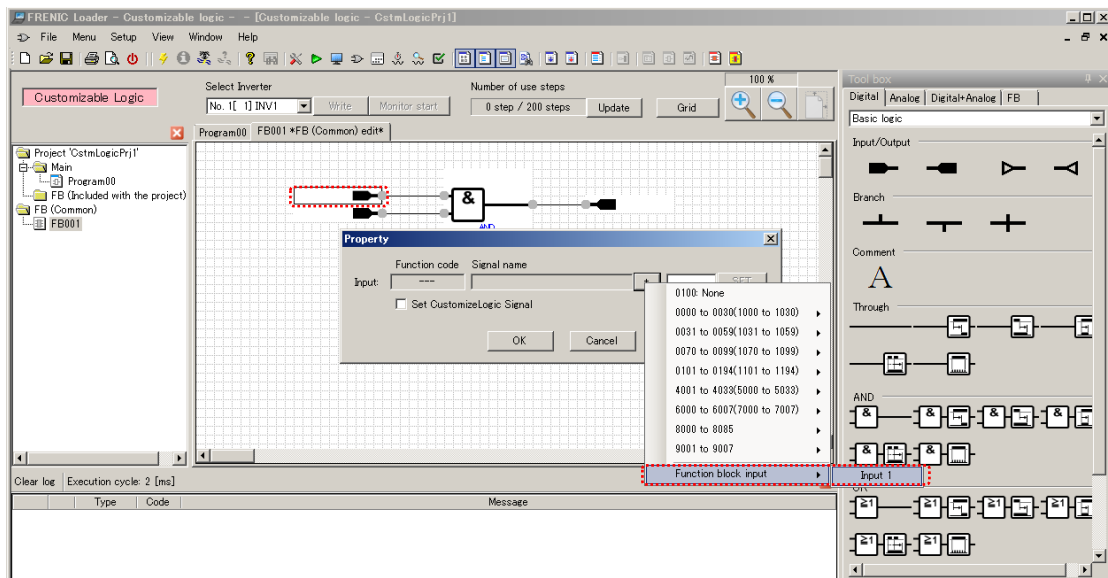 FRENIC Loader - Customizable logic - - [Customizable logic - CstmLogicPrj1]
File Menu Setup View Window Help
Customizable Logic
Select Inverter
No. 1[ 1] INV1
Write
Monitor start
Number of use steps
0 step / 200 steps
Update
Grid
100 %
Tool box
Digital Analog Digital+Analog FB
Basic logic
Project 'CstmLogicPrj1'
Main
Program00
FB (Included with the project)
FB (Common)
FB001
Program00 FB001 *FB (Common) edit*
&
AND
Property
Function code Signal name
Input: ---
+
SET
Set CustomizeLogic Signal
OK
Cancel
0100: None
0000 to 0030(1000 to 1030)
0031 to 0059(1031 to 1059)
0070 to 0099(1070 to 1099)
0101 to 0194(1101 to 1194)
4001 to 4033(5000 to 5033)
6000 to 6007(7000 to 7007)
8000 to 8085
9001 to 9007
Function block input
Input 1
Input/Output
Branch
Comment
A
Through
AND
& & & &
& &
OR
≥1 ≥1 ≥1 ≥1
≥1 ≥1
Clear log Execution cycle: 2 [ms]
Type Code Message